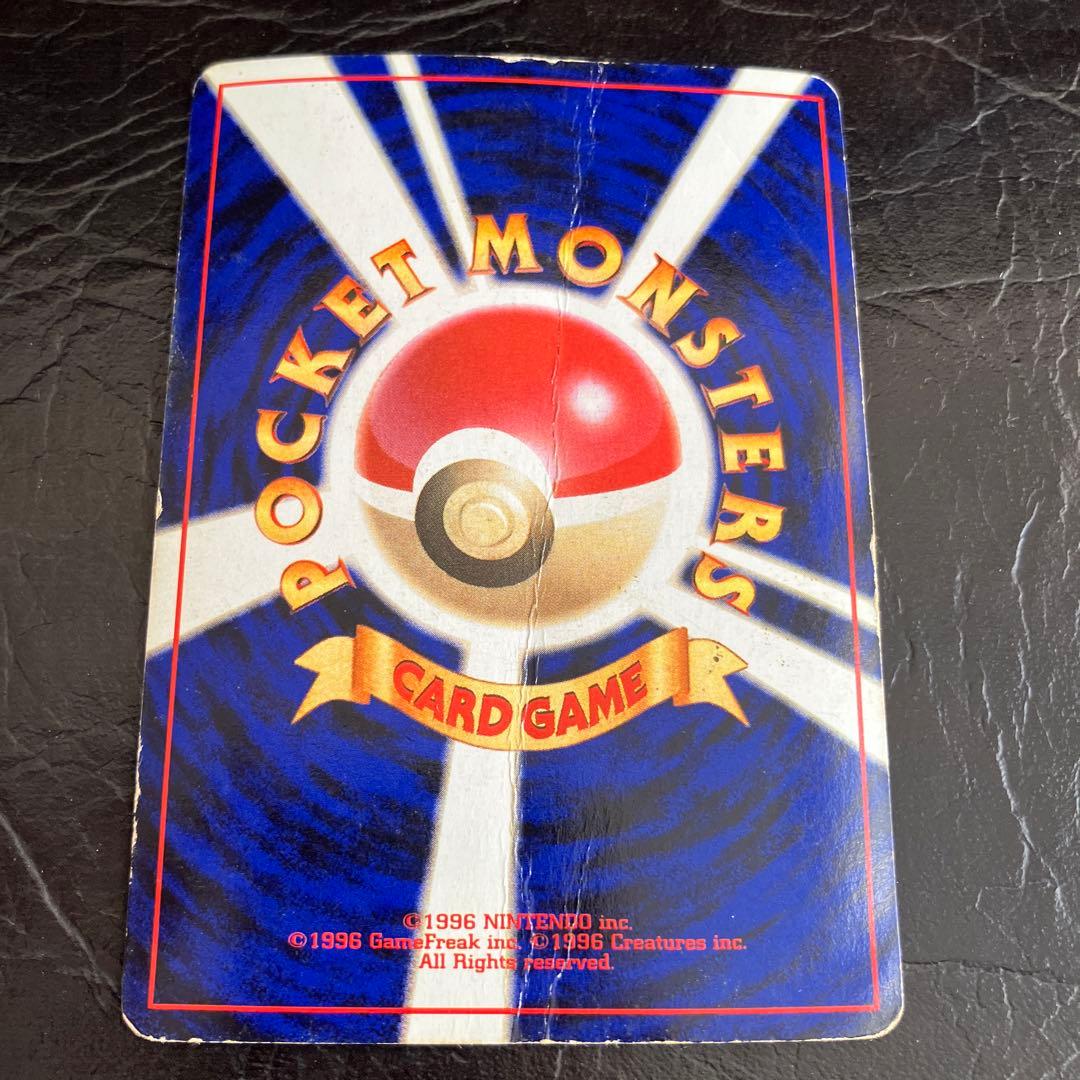 POCKET MONSTERS
CARD GAME
©1996 NINTENDO inc.
©1996 GameFreak inc. ©1996 Creatures inc.
All Rights reserved.